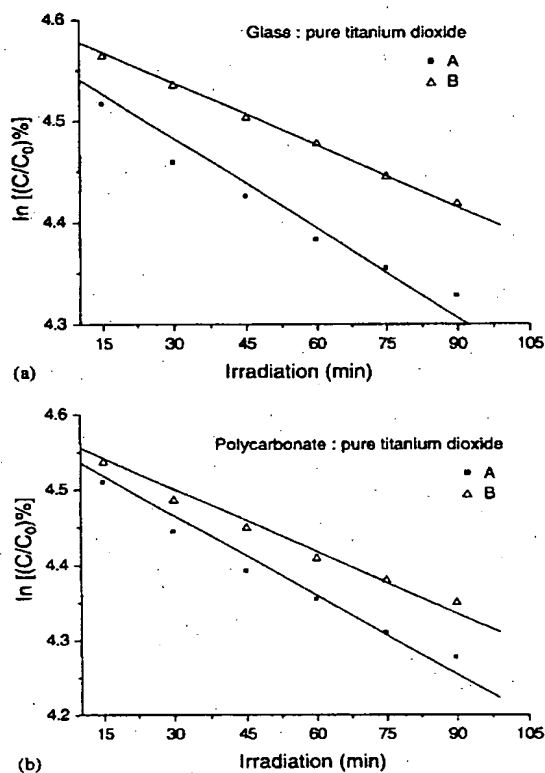 4.6
4.5
4.4
4.3
ln [(C/C₀)%]
Glass : pure titanium dioxide
A
B
15 30 45 60 75 90 105
(a)
Irradiation (min)
4.6
4.5
4.4
4.3
4.2
ln [(C/C₀)%]
Polycarbonate : pure titanium dioxide
A
B
15 30 45 60 75 90 105
(b)
Irradiation (min)